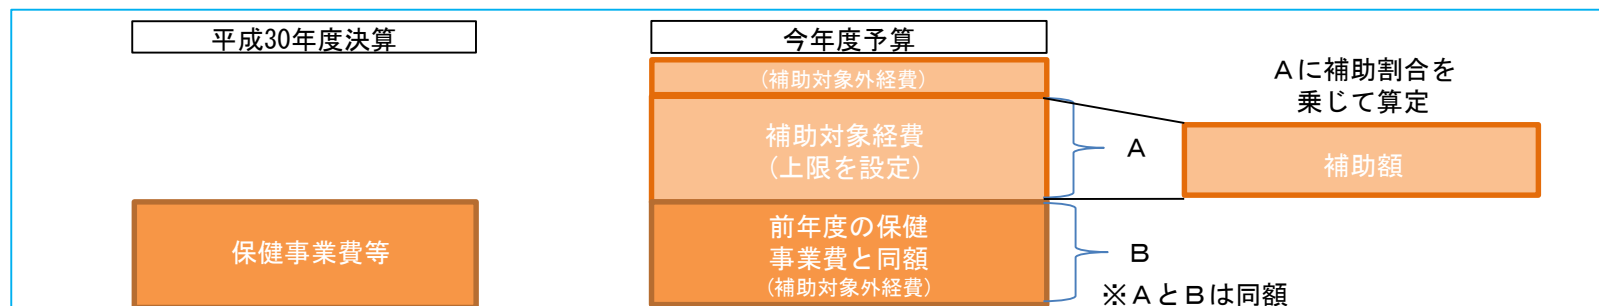 平成30年度決算
今年度予算
(補助対象外経費)
Aに補助割合を
乗じて算定
補助対象経費
(上限を設定)
A
補助額
保健事業費等
前年度の保健
事業費と同額
(補助対象外経費)
B
※AとBは同額